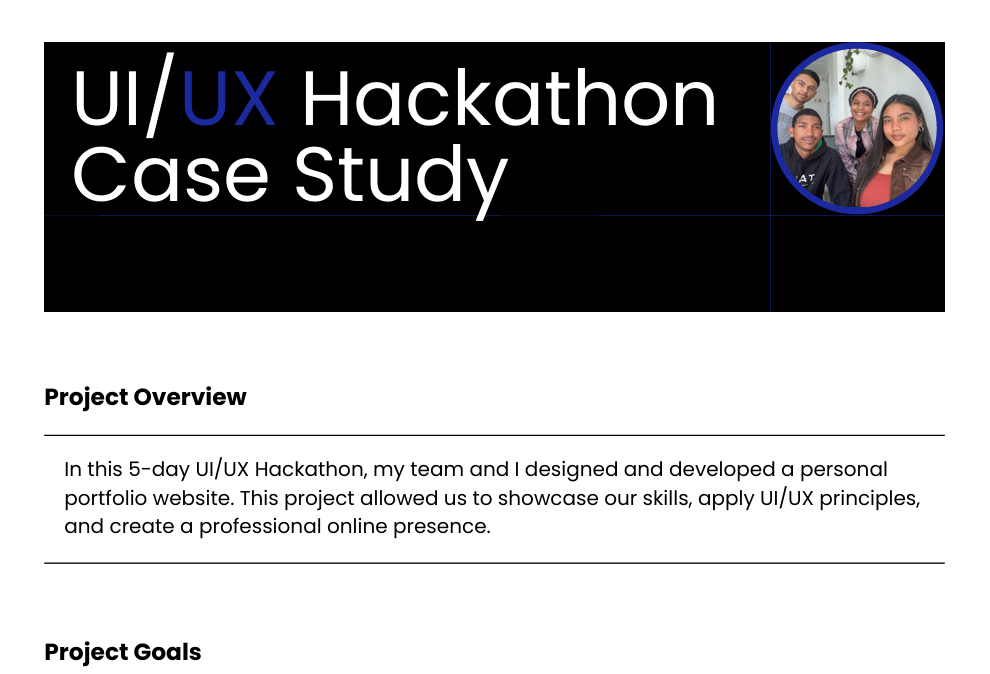 UI/UX Hackathon
Case Study
Project Overview
In this 5-day UI/UX Hackathon, my team and I designed and developed a personal
portfolio website. This project allowed us to showcase our skills, apply UI/UX principles,
and create a professional online presence.
Project Goals